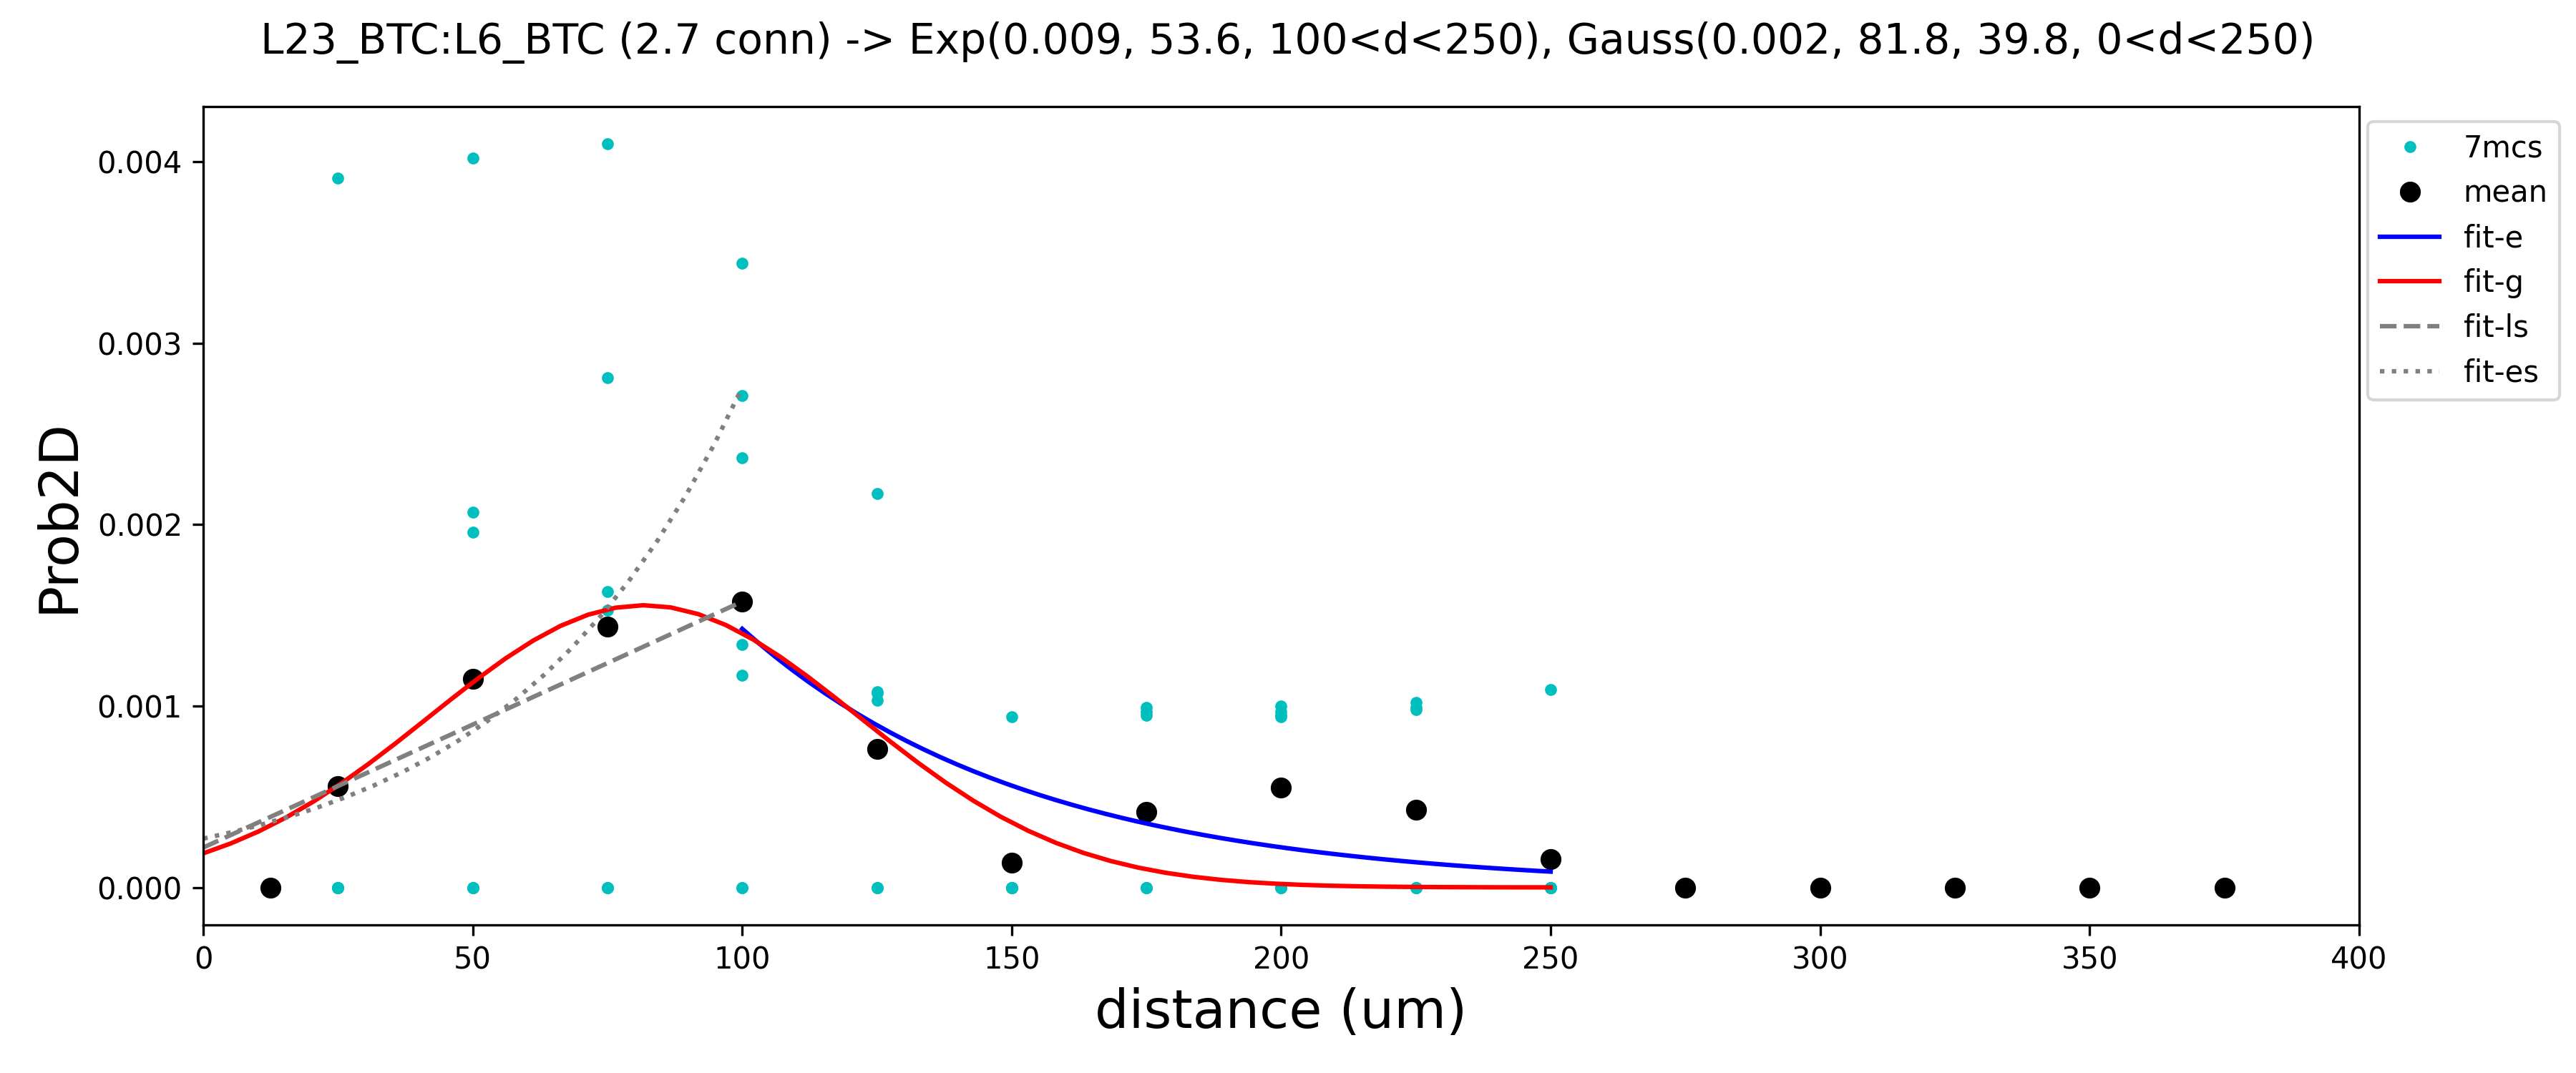 L23_BTC:L6_BTC (2.7 conn) -> Exp(0.009, 53.6, 100<d<250), Gauss(0.002, 81.8, 39.8, 0<d<250)
7mcs
mean
fit-e
fit-g
fit-ls
fit-es
Prob2D
0.004
0.003
0.002
0.001
0.000
0 50 100 150 200 250 300 350 400
distance (um)